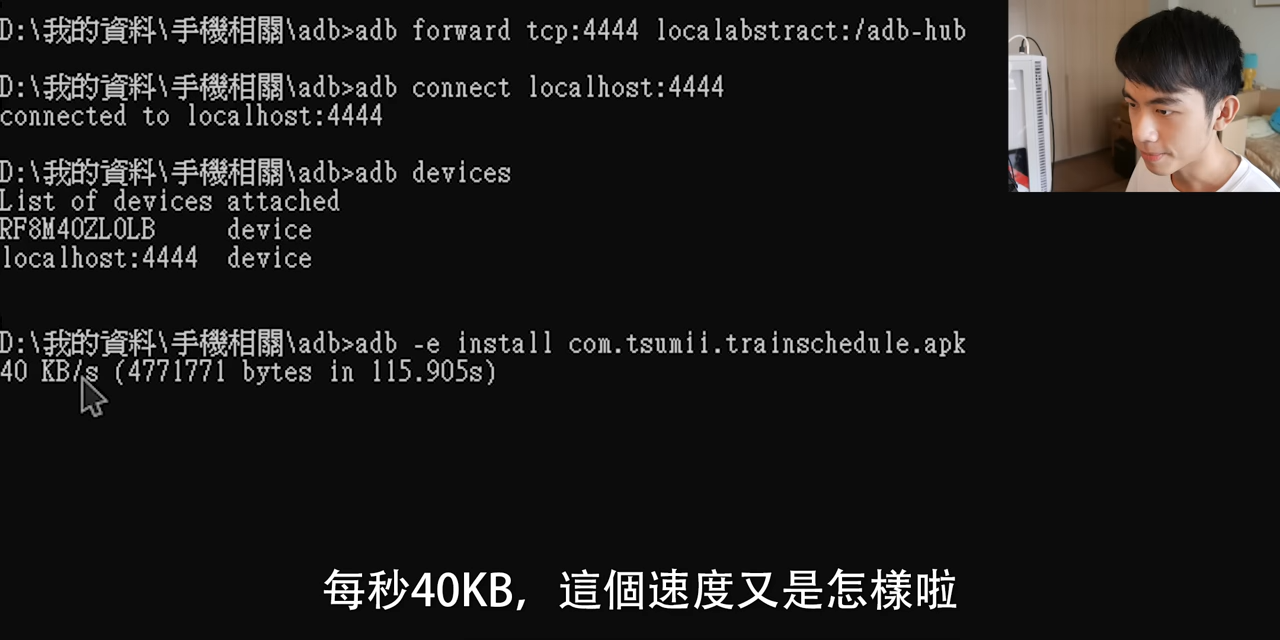 D:\我的資料\手機相關\adb>adb forward tcp:4444 localabstract:/adb-hub
D:\我的資料\手機相關\adb>adb connect localhost:4444
connected to localhost:4444
D:\我的資料\手機相關\adb>adb devices
List of devices attached
RF8M40ZL0LB device
localhost:4444 device
D:\我的資料\手機相關\adb>adb -e install com.tsumii.trainschedule.apk
40 KB/s (4771771 bytes in 115.905s)
每秒40KB，這個速度又是怎樣啦